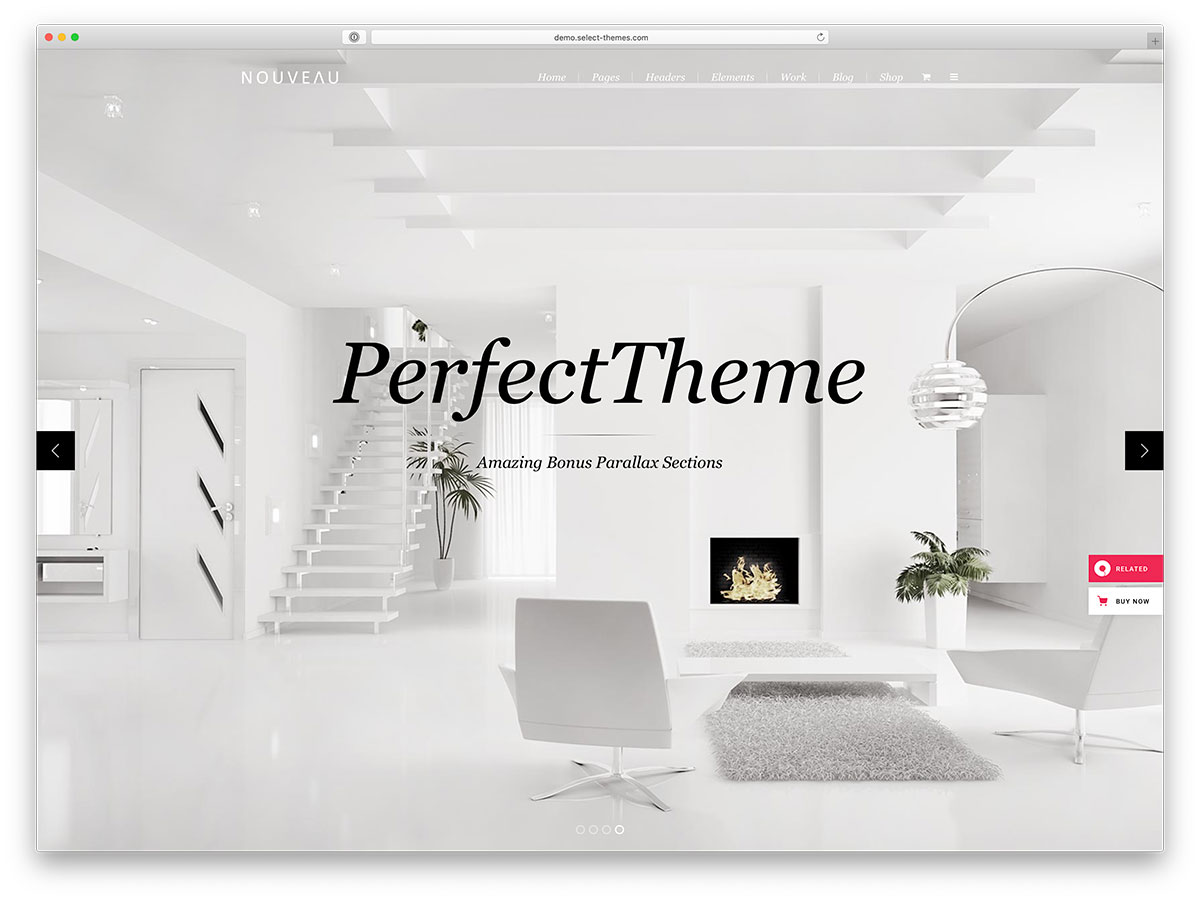 demo.select-themes.com
NOUVEAU
Home Pages Headers Elements Work Blog Shop
PerfectTheme
Amazing Bonus Parallax Sections
RELATED
BUY NOW